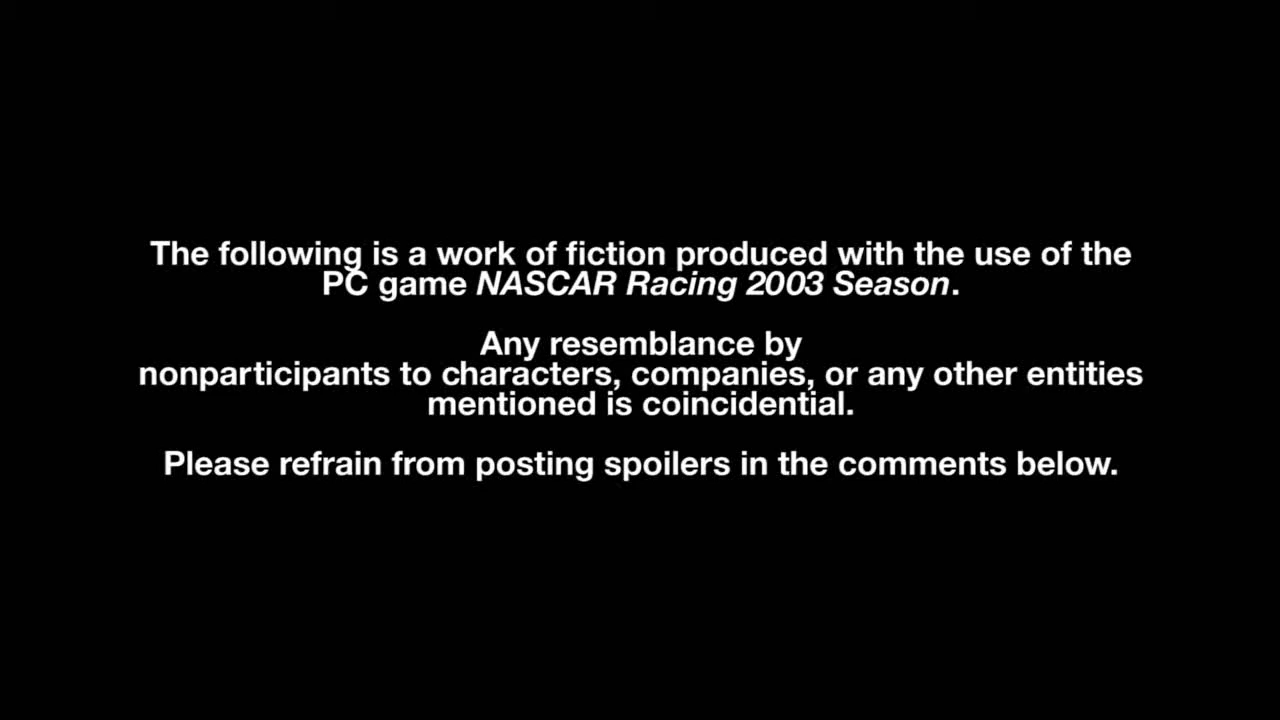 The following is a work of fiction produced with the use of the
PC game NASCAR Racing 2003 Season.
Any resemblance by
nonparticipants to characters, companies, or any other entities
mentioned is coincidential.
Please refrain from posting spoilers in the comments below.